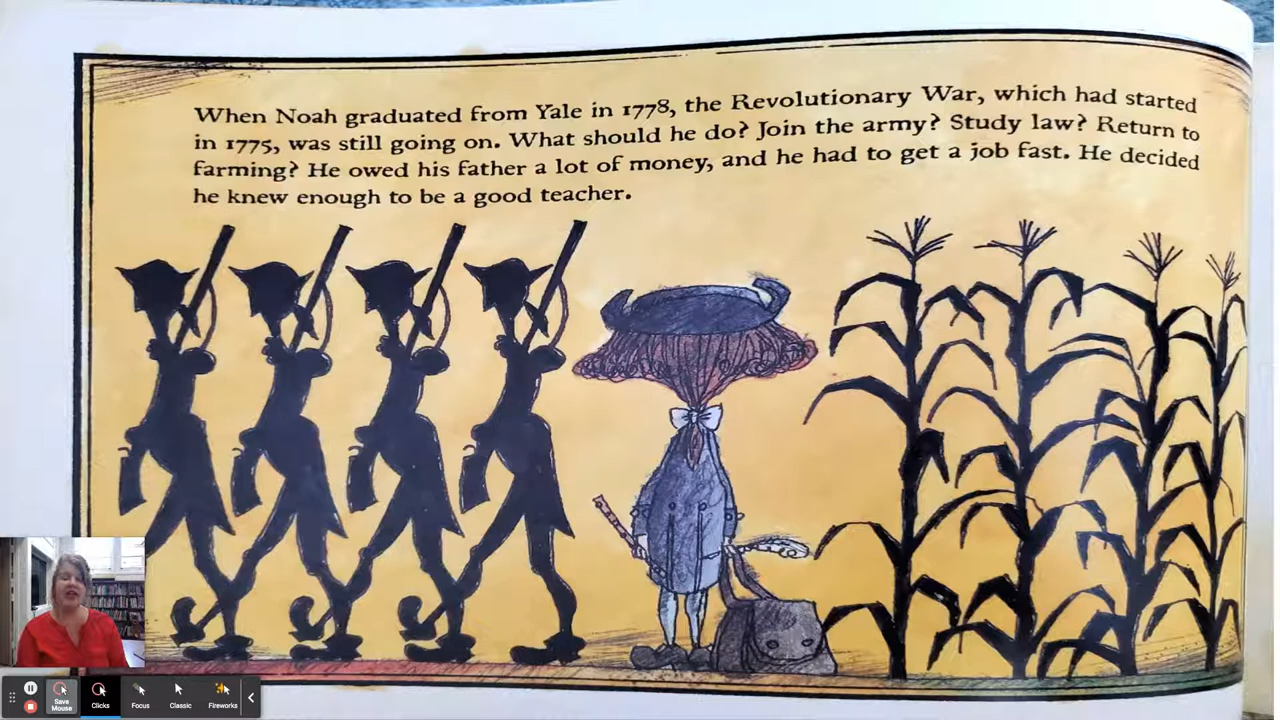 When Noah graduated from Yale in 1778, the Revolutionary War, which had started
in 1775, was still going on. What should he do? Join the army? Study law? Return to
farming? He owed his father a lot of money, and he had to get a job fast. He decided
he knew enough to be a good teacher.
Save
Mouse
Clicks
Focus
Classic
Fireworks